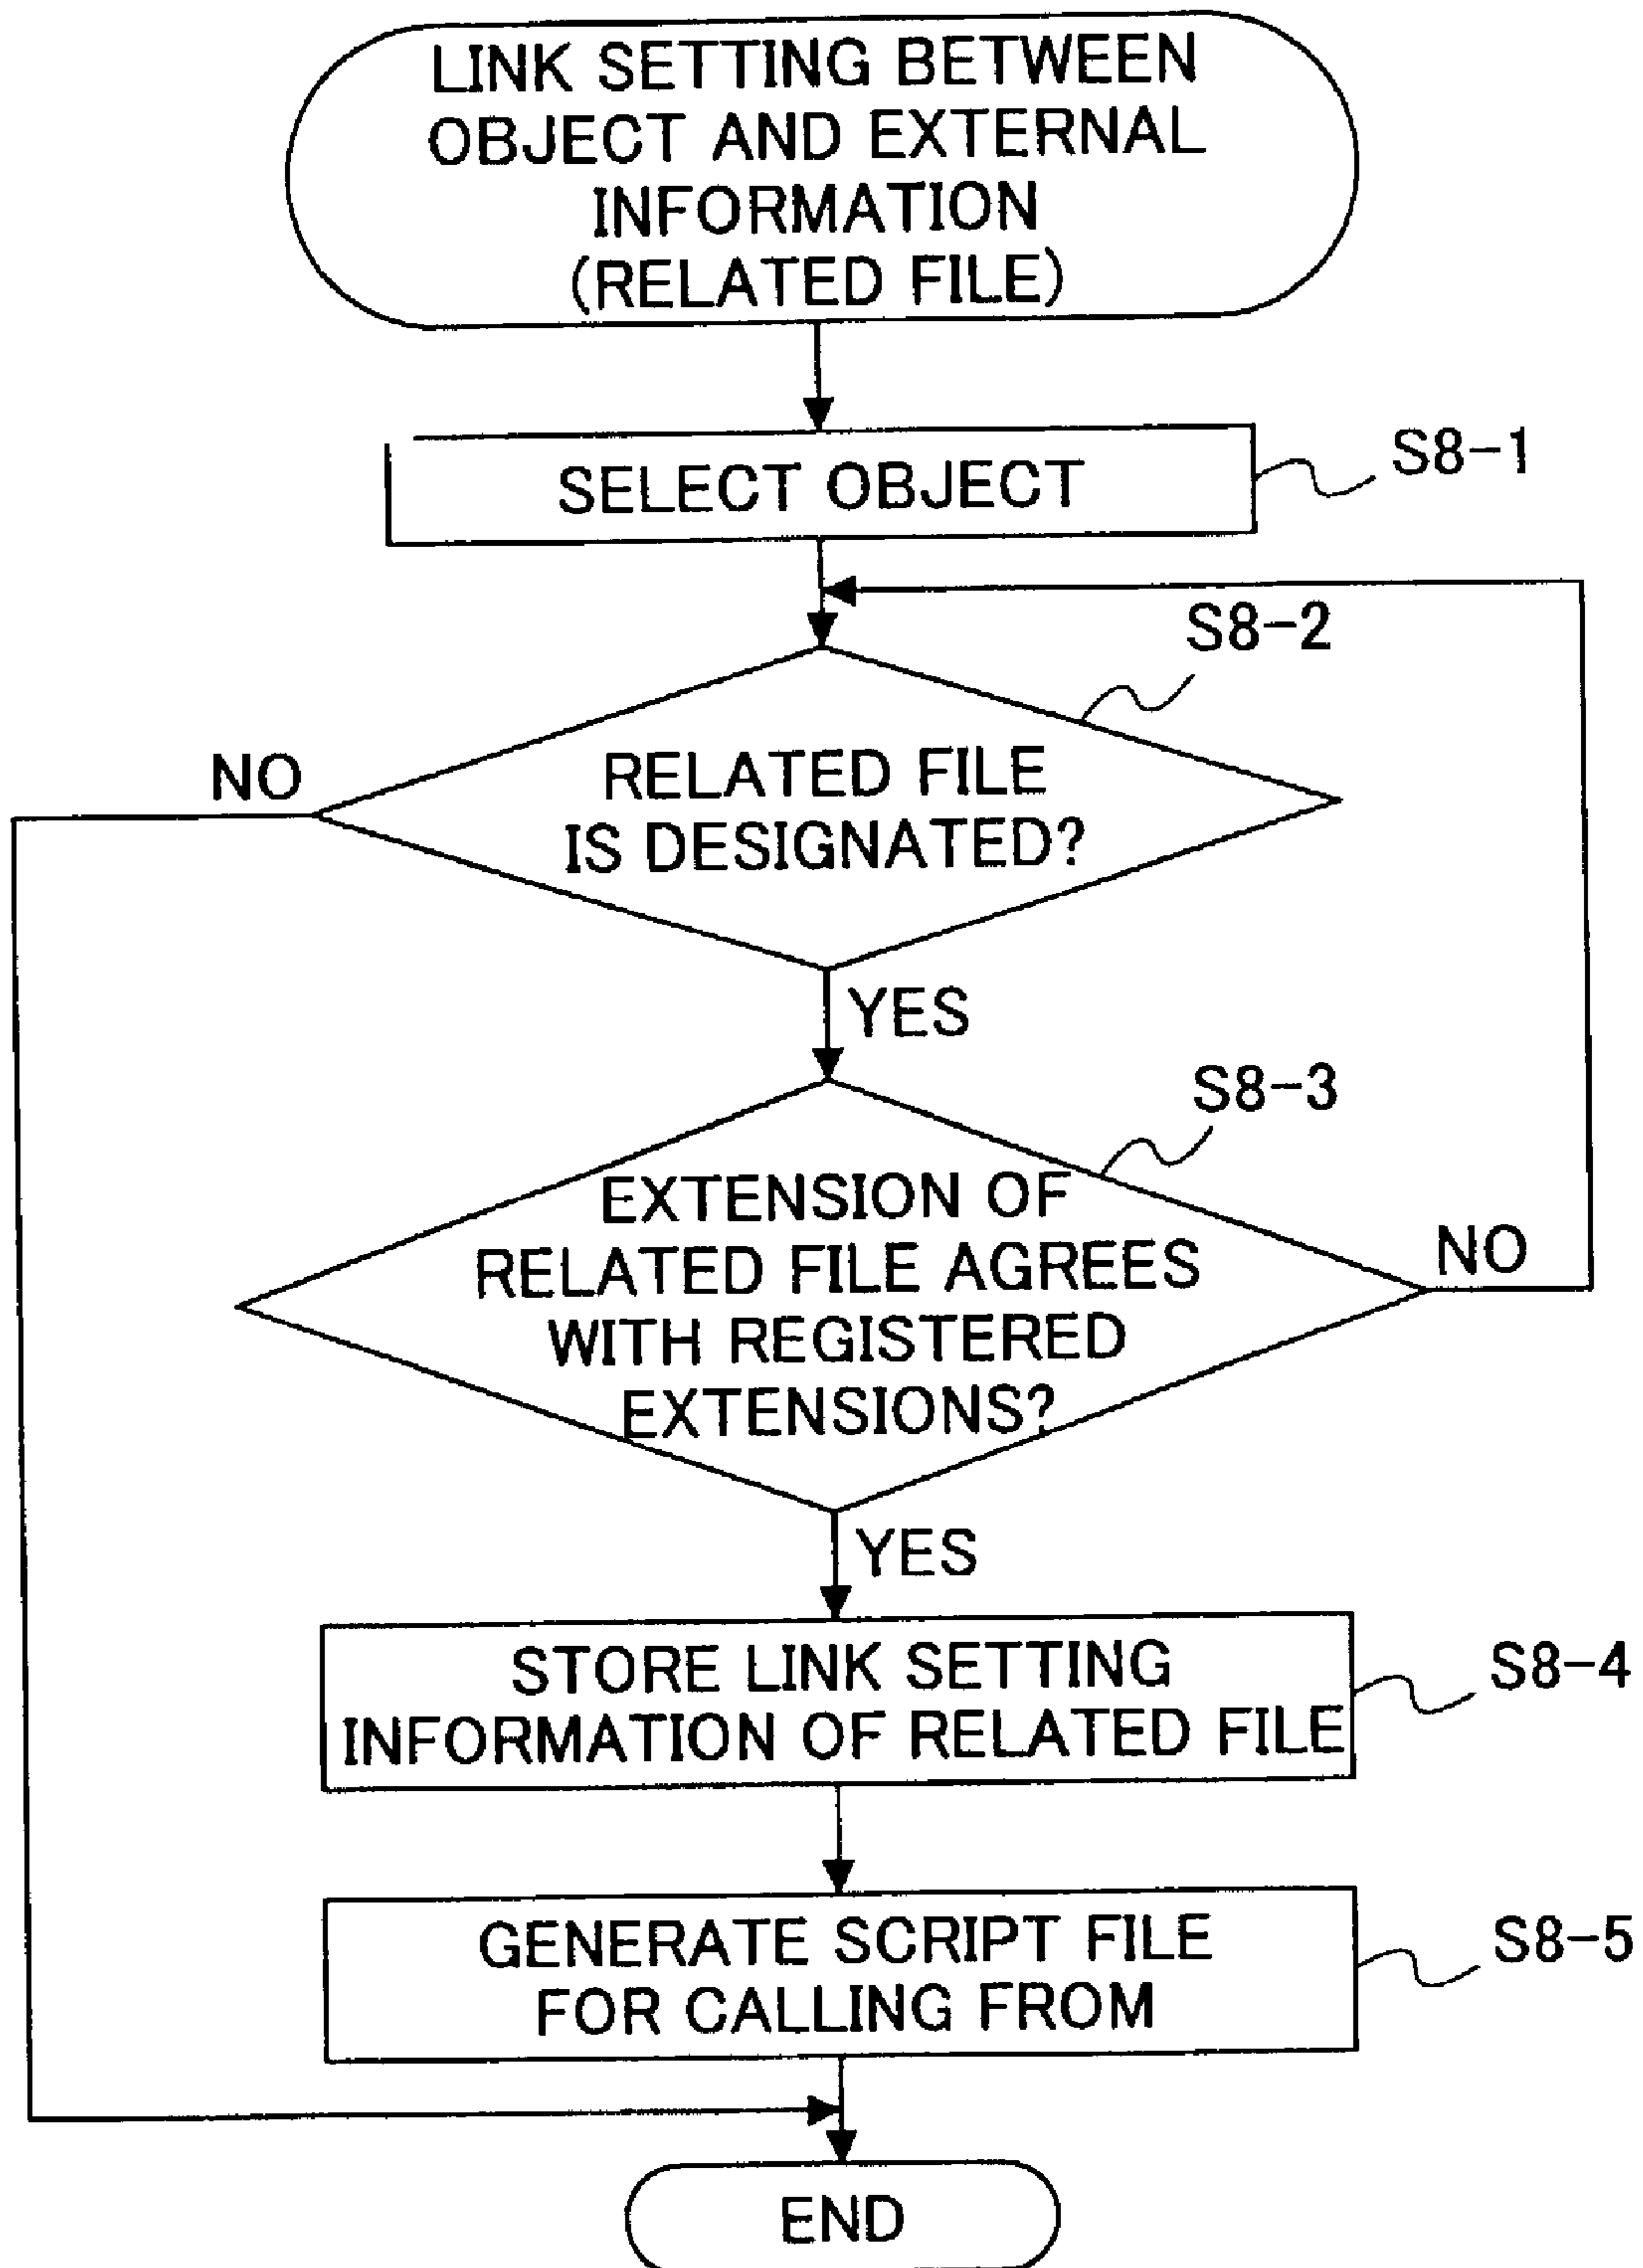 LINK SETTING BETWEEN
OBJECT AND EXTERNAL
INFORMATION
(RELATED FILE)
SELECT OBJECT
S8-1
S8-2
NO
RELATED FILE
IS DESIGNATED?
YES
S8-3
EXTENSION OF
RELATED FILE AGREES
WITH REGISTERED
EXTENSIONS?
NO
YES
STORE LINK SETTING
INFORMATION OF RELATED FILE
S8-4
GENERATE SCRIPT FILE
FOR CALLING FROM
S8-5
END